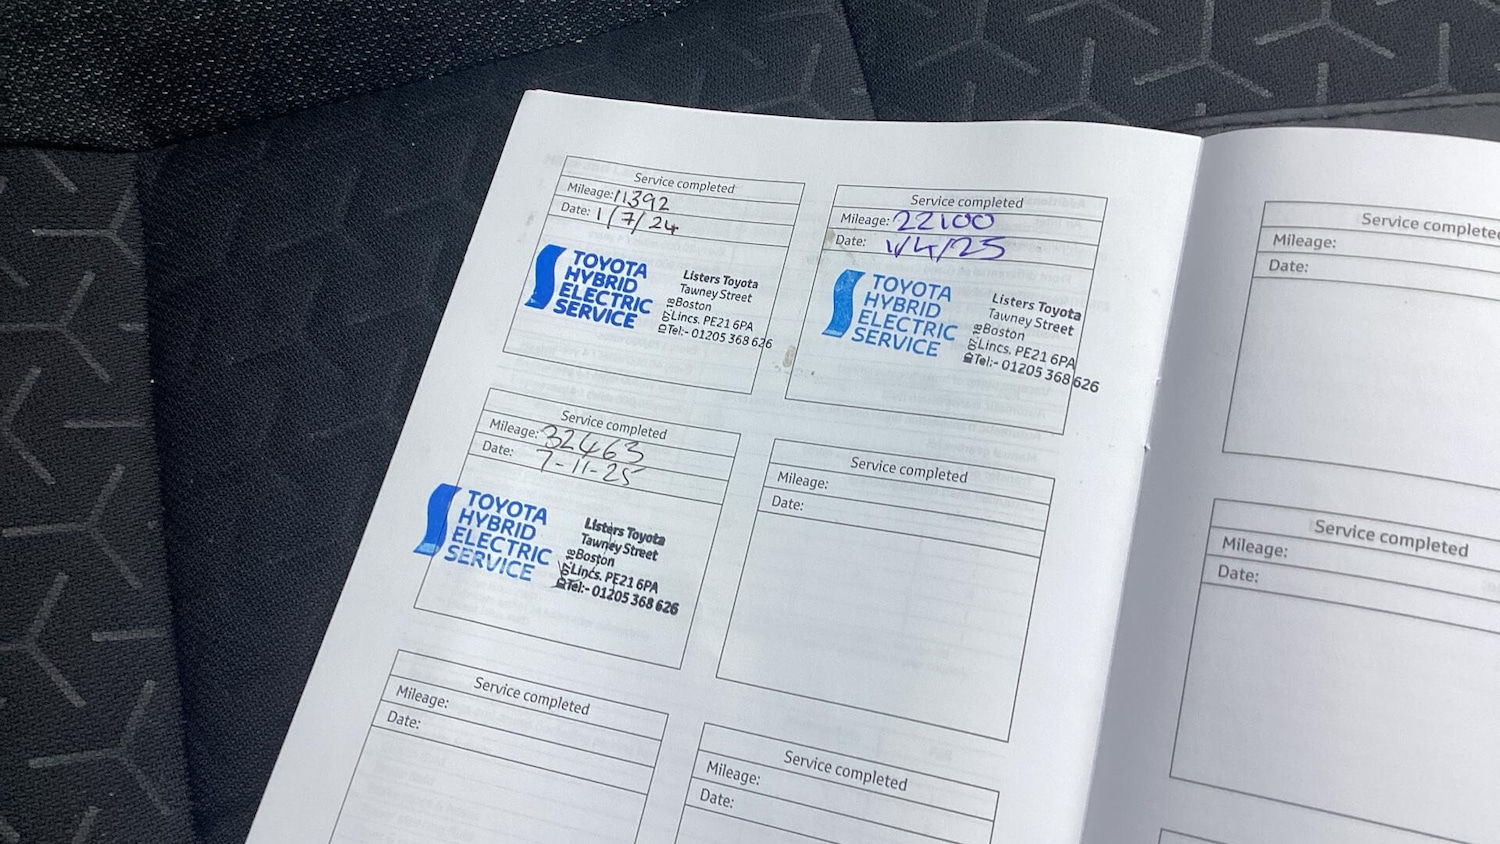 Service completed
Mileage: 11392
Date: 1/7/24
TOYOTA
HYBRID
ELECTRIC
SERVICE
Listers Toyota
Tawney Street
Boston
Lincs. PE21 6PA
Tel:- 01205 368 626
Service completed
Mileage: 22100
Date: 1/4/25
TOYOTA
HYBRID
ELECTRIC
SERVICE
Listers Toyota
Tawney Street
Boston
Lincs. PE21 6PA
Tel:- 01205 368 626
Service completed
Mileage: 32463
Date: 7-11-25
TOYOTA
HYBRID
ELECTRIC
SERVICE
Listers Toyota
Tawney Street
Boston
Lincs. PE21 6PA
Tel:- 01205 368 626
Service completed
Mileage:
Date:
Service completed
Mileage:
Date:
Service completed
Mileage:
Date:
Service complete
Mileage:
Date:
Service completed
Mileage:
Date: